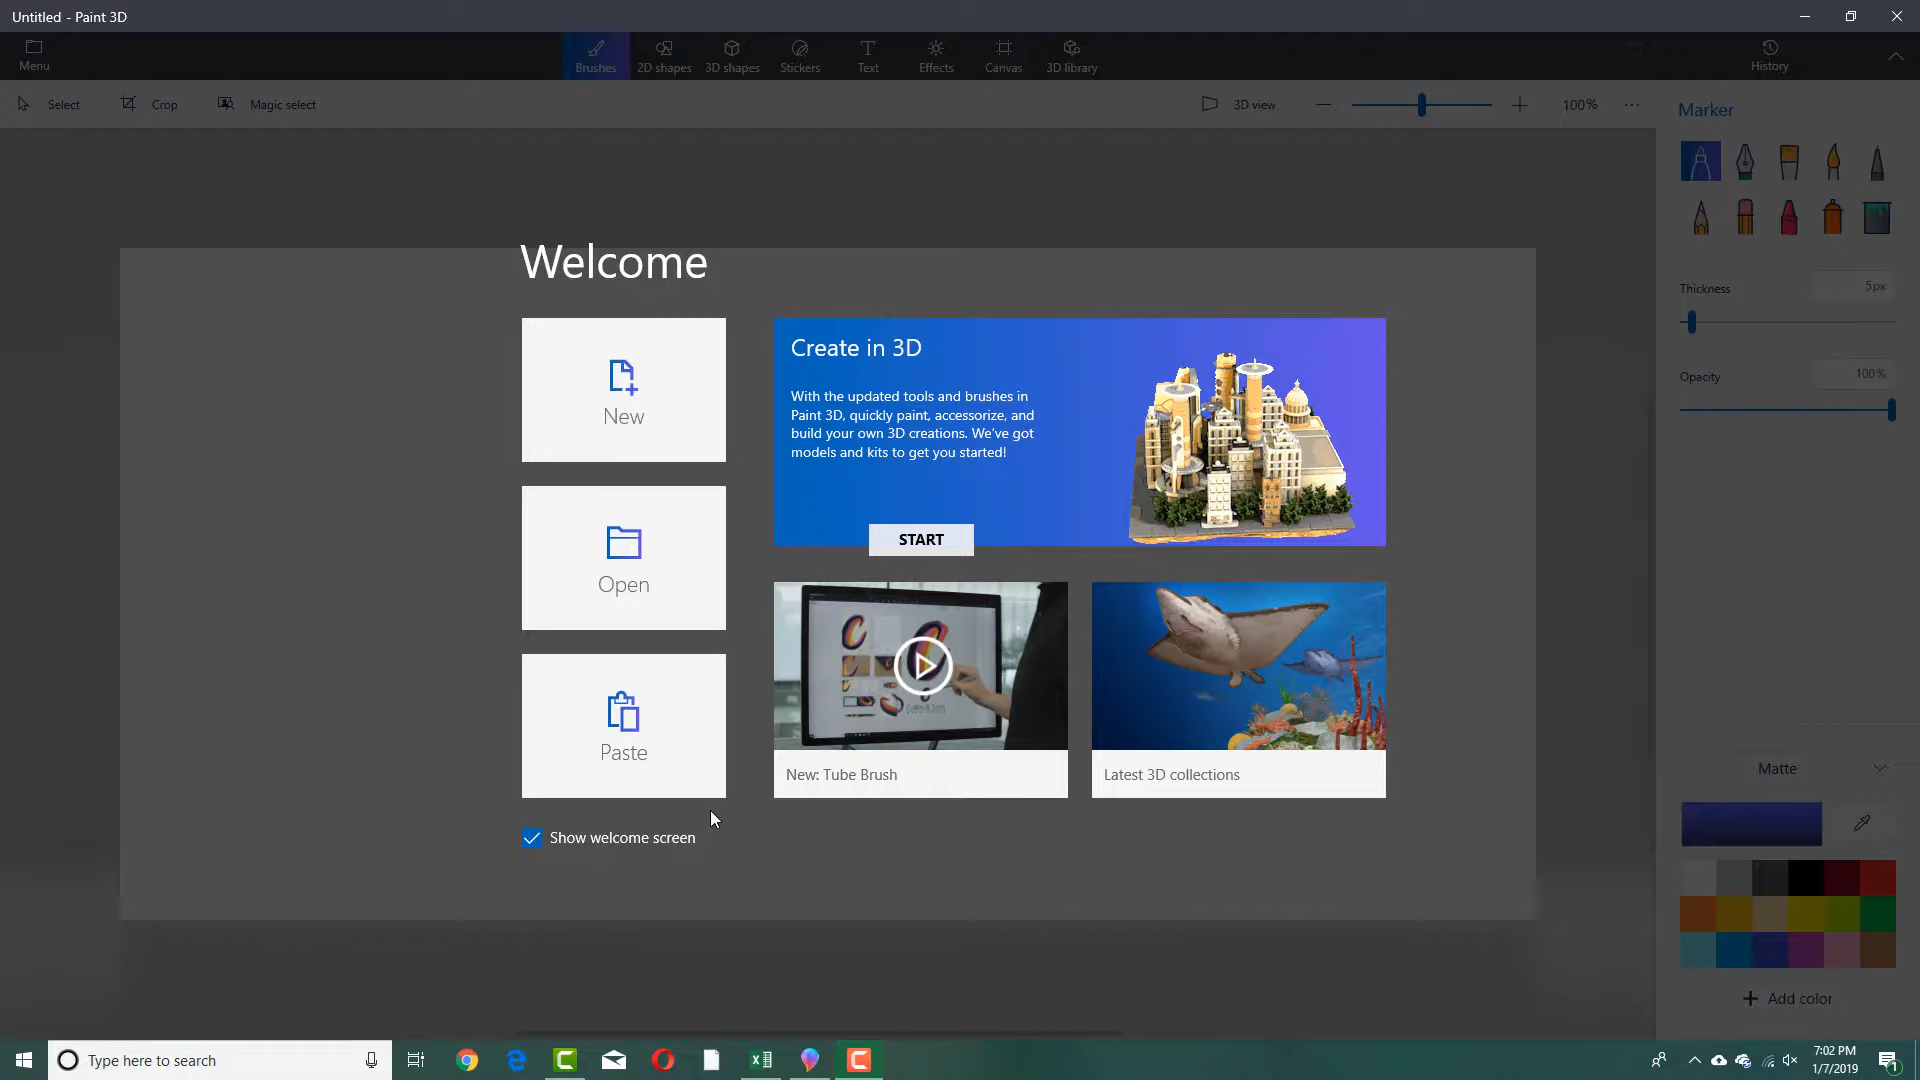 Untitled - Paint 3D
Menu
Brushes
2D shapes
3D shapes
Stickers
Text
Effects
Canvas
3D library
History
Select
Crop
Magic select
3D view
100%
Marker
Thickness
5px
Opacity
100%
Welcome
New
Open
Paste
Create in 3D
With the updated tools and brushes in
Paint 3D, quickly paint, accessorize, and
build your own 3D creations. We've got
models and kits to get you started!
START
New: Tube Brush
Latest 3D collections
Show welcome screen
Matte
Add color
Type here to search
7:02 PM
1/7/2019
1